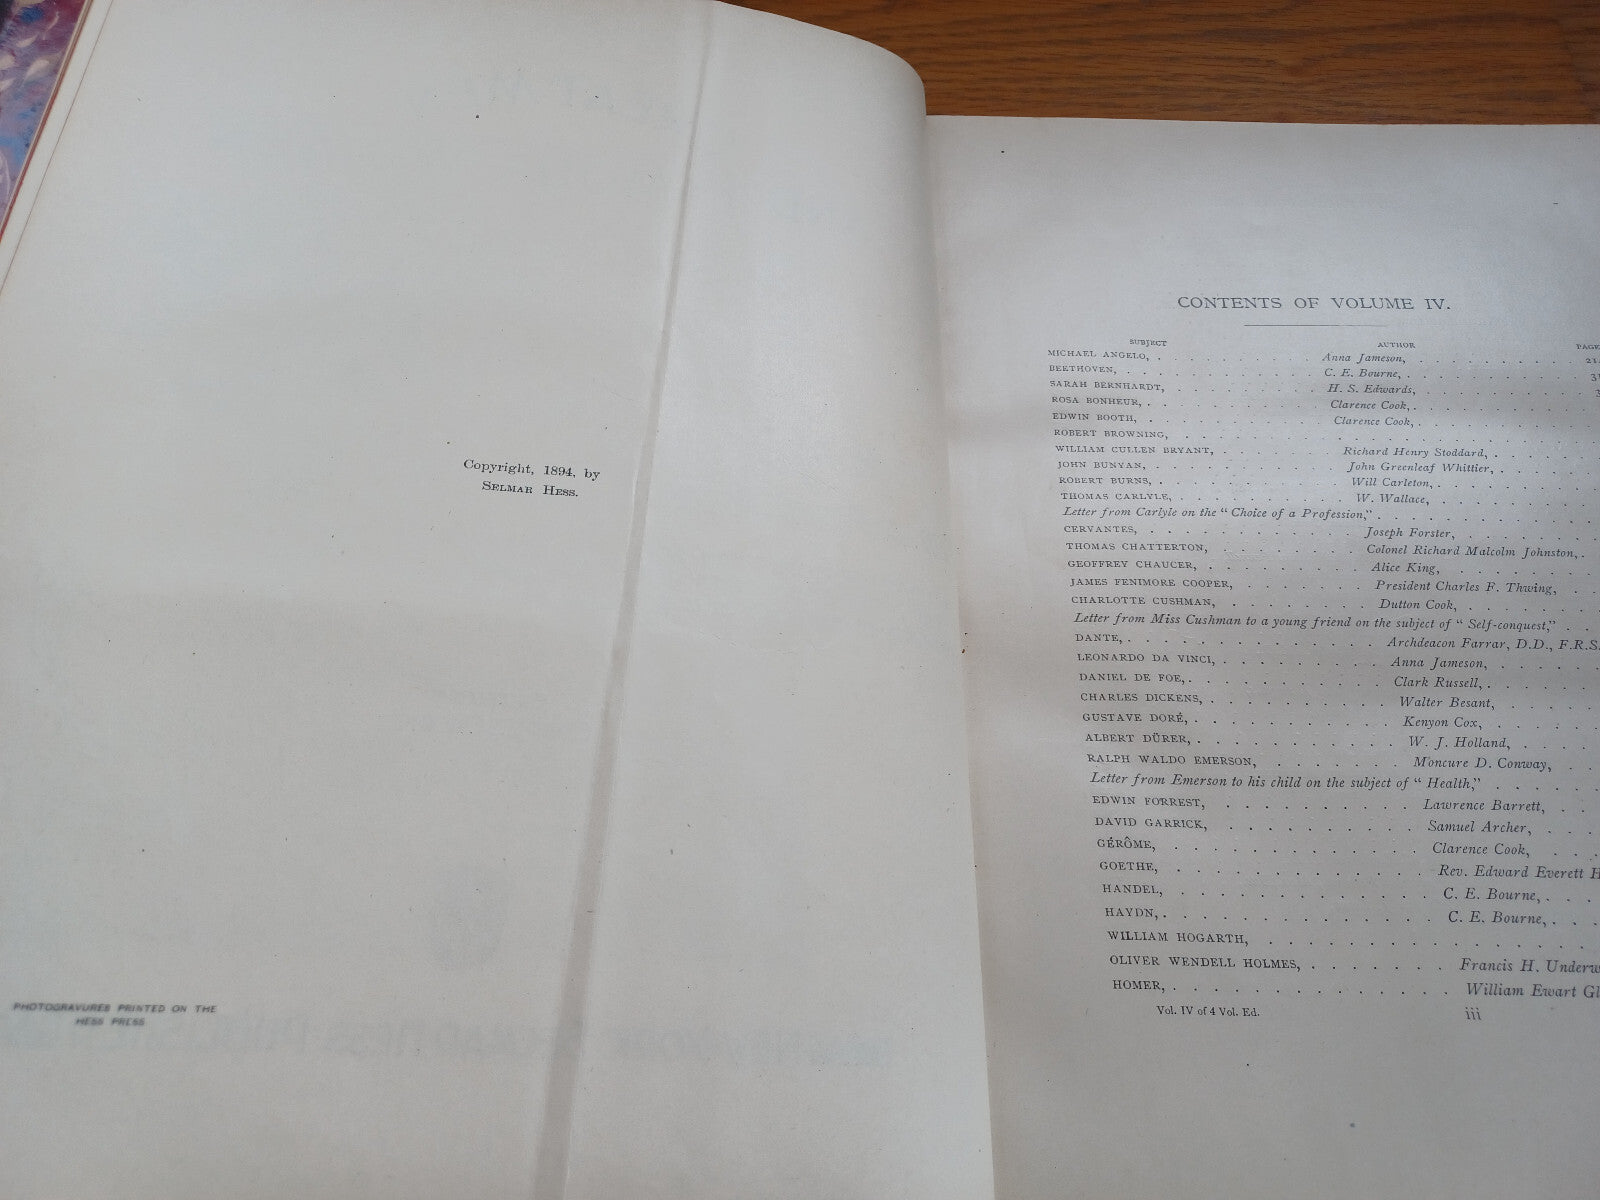 Copyright, 1894, by
Selmar Hess.
PHOTOGRAVURES PRINTED ON THE
HESS PRESS
CONTENTS OF VOLUME IV.
SUBJECT AUTHOR PAGE
MICHAEL ANGELO, . . . . . . . . . . Anna Jameson, . . . . . . . . . .
BEETHOVEN, . . . . . . . . . . . C. E. Bourne, . . . . . . . . . .
SARAH BERNHARDT, . . . . . . . . . . H. S. Edwards, . . . . . . . . . .
ROSA BONHEUR, . . . . . . . . . . . Clarence Cook, . . . . . . . . . .
EDWIN BOOTH, . . . . . . . . . . . Clarence Cook, . . . . . . . . . .
ROBERT BROWNING, . . . . . . . . . . . . . . . . . . . .
WILLIAM CULLEN BRYANT, . . . . . . . Richard Henry Stoddard, . . . . . .
JOHN BUNYAN, . . . . . . . . . . John Greenleaf Whittier, . . . . . .
ROBERT BURNS, . . . . . . . . . . Will Carleton, . . . . . . . . .
THOMAS CARLYLE, . . . . . . . . . . W. Wallace, . . . . . . . . .
Letter from Carlyle on the “Choice of a Profession,” . . . . . . . . . .
CERVANTES, . . . . . . . . . . . Joseph Forster, . . . . . . . .
THOMAS CHATTERTON, . . . . . . . . Colonel Richard Malcolm Johnston, .
GEOFFREY CHAUCER, . . . . . . . . . Alice King, . . . . . . . .
JAMES FENIMORE COOPER, . . . . . . President Charles F. Thwing, . .
CHARLOTTE CUSHMAN, . . . . . . . . Dutton Cook, . . . . . . .
Letter from Miss Cushman to a young friend on the subject of “Self-conquest,” . .
DANTE, . . . . . . . . . . . Archdeacon Farrar, D.D., F.R.S.
LEONARDO DA VINCI, . . . . . . . . . Anna Jameson, . . . . . .
DANIEL DE FOE, . . . . . . . . . Clark Russell, . . . . . .
CHARLES DICKENS, . . . . . . . . . . Walter Besant, . . . . .
GUSTAVE DORÉ, . . . . . . . . . . Kenyon Cox, . . . . .
ALBERT DÜRER, . . . . . . . . . . W. J. Holland, . . . .
RALPH WALDO EMERSON, . . . . . . . Moncure D. Conway, . .
Letter from Emerson to his child on the subject of “Health,” . . . . . .
EDWIN FORREST, . . . . . . . . . . Lawrence Barrett, . . .
DAVID GARRICK, . . . . . . . . . Samuel Archer, . . .
GÉRÔME, . . . . . . . . . . . Clarence Cook, . . .
GOETHE, . . . . . . . . . . . Rev. Edward Everett H
HANDEL, . . . . . . . . . . . C. E. Bourne, . . .
HAYDN, . . . . . . . . . . . C. E. Bourne, . . .
WILLIAM HOGARTH, . . . . . . . . . . . . .
OLIVER WENDELL HOLMES, . . . . . . . Francis H. Underw
HOMER, . . . . . . . . . . . William Ewart Gl
Vol. IV of 4 Vol. Ed. iii